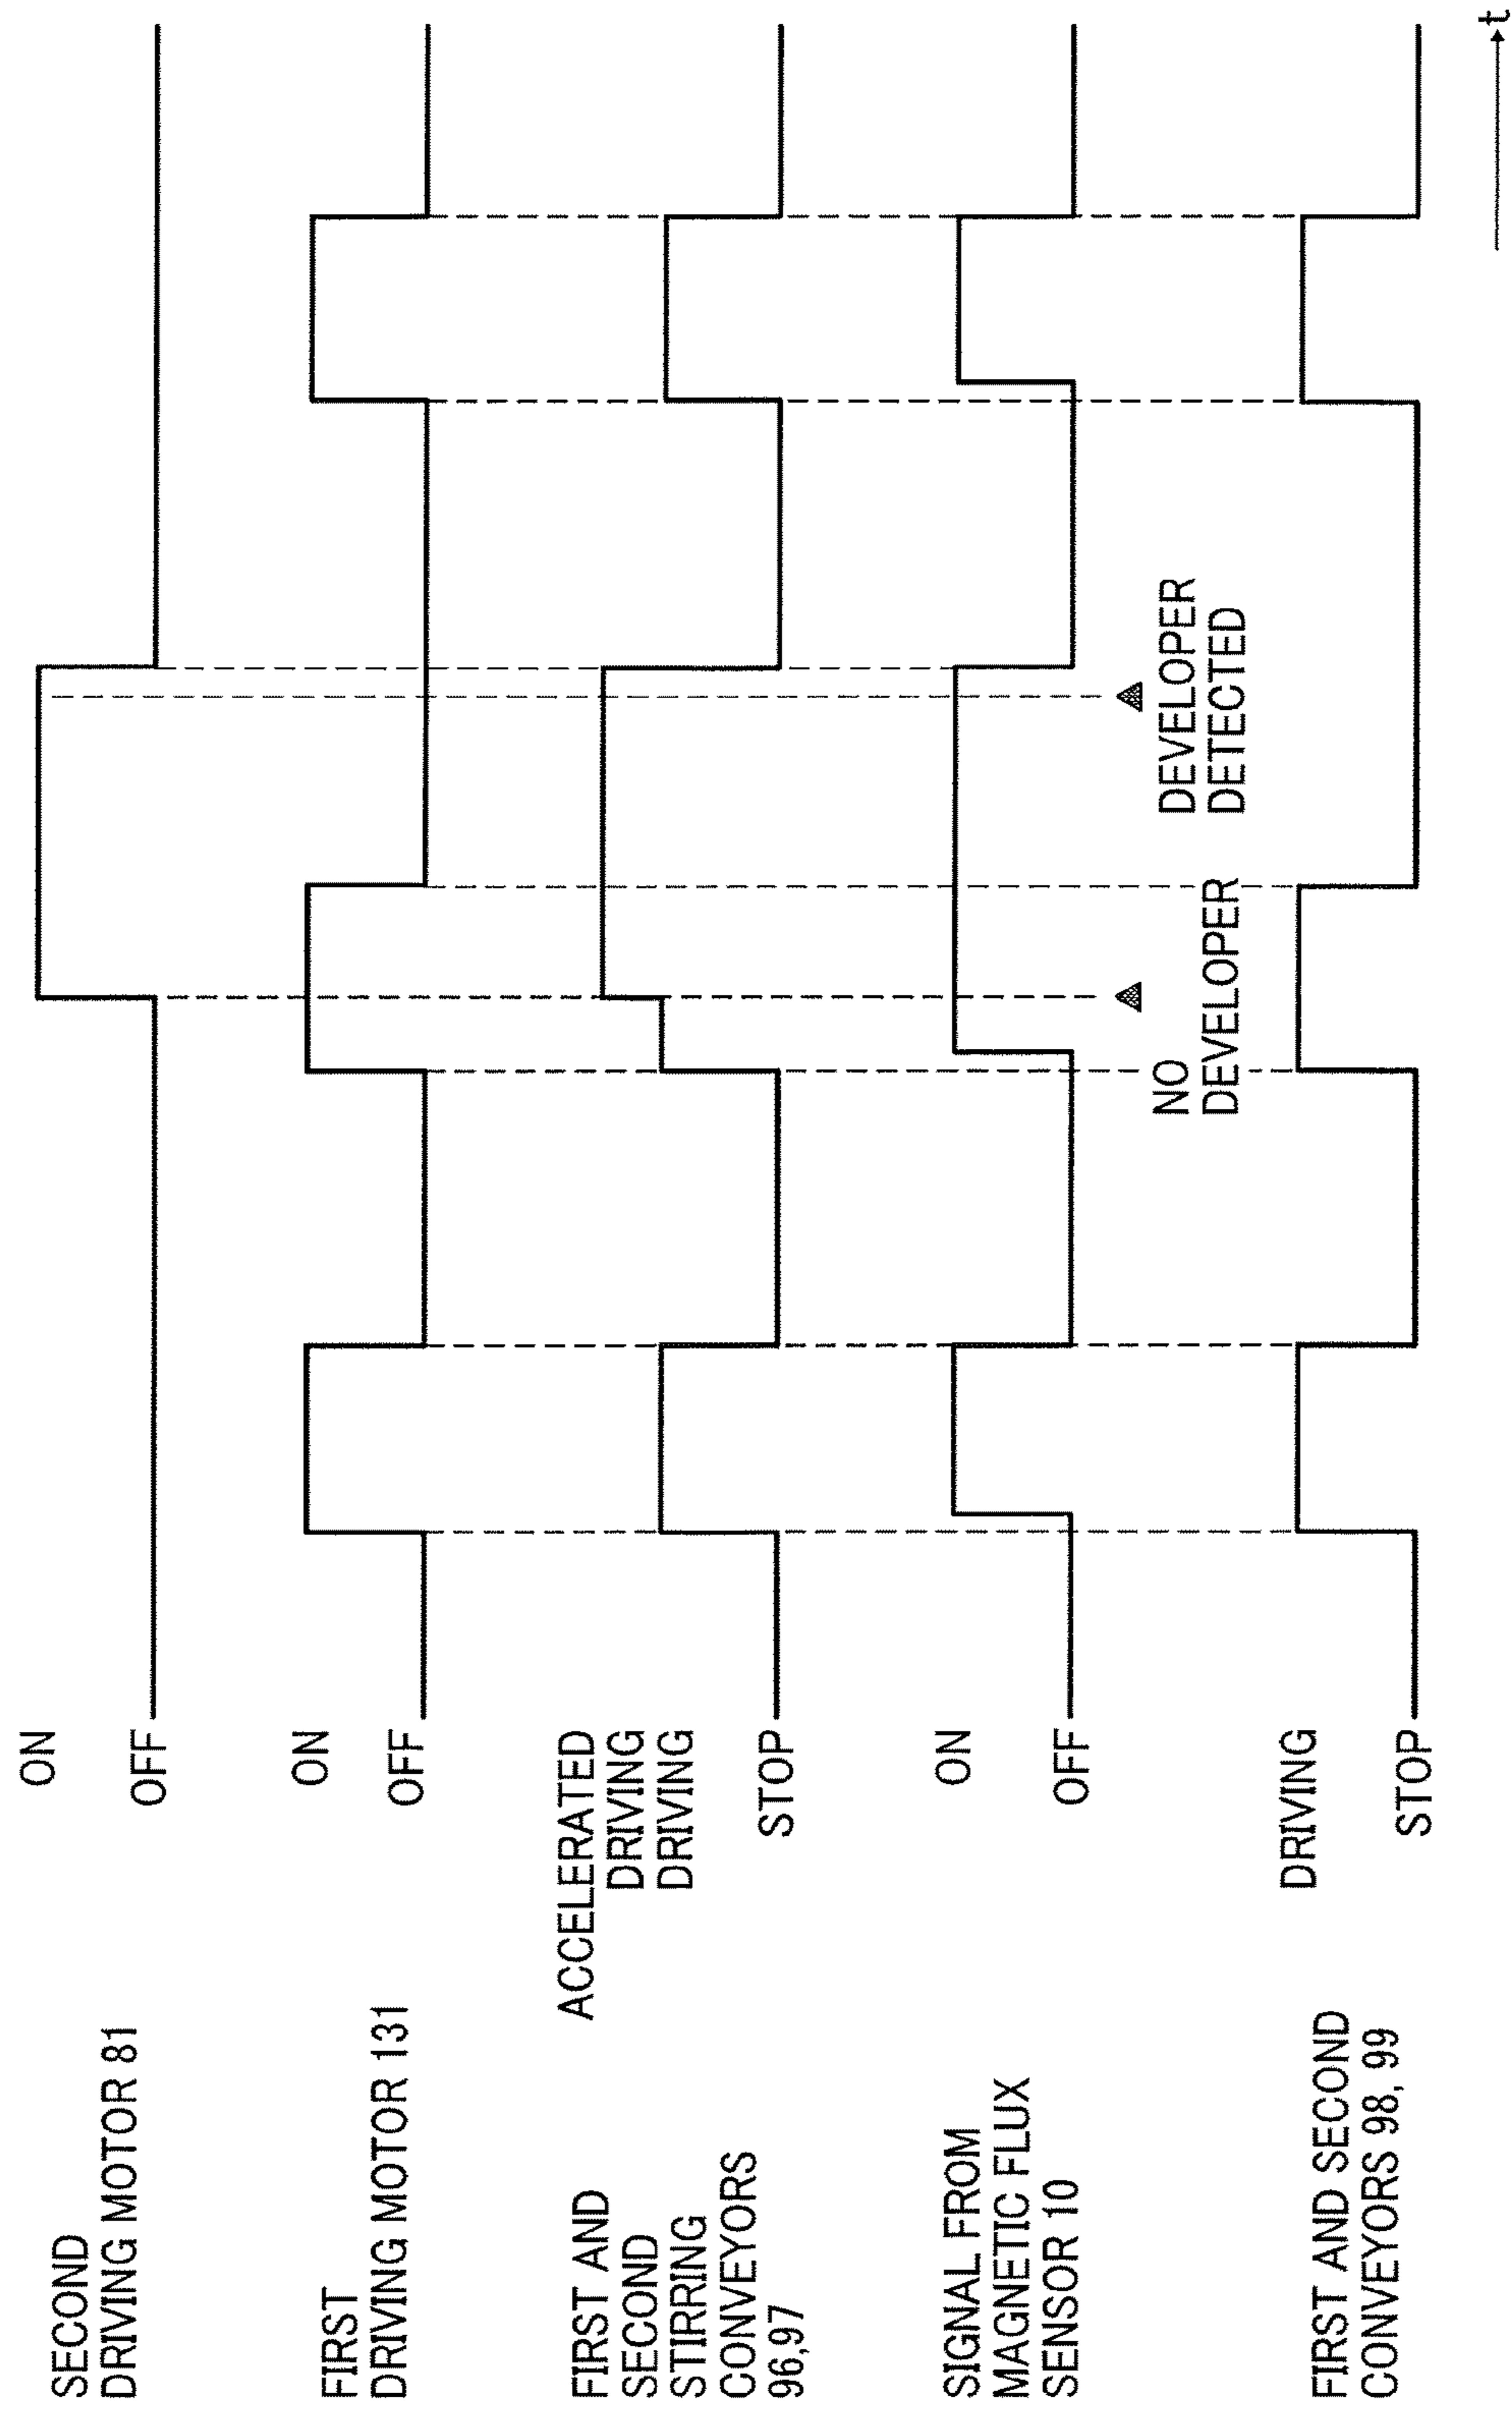 SECOND
DRIVING MOTOR 81
ON
OFF
FIRST
DRIVING MOTOR 131
ON
OFF
FIRST AND
SECOND
STIRRING
CONVEYORS
96,97
ACCELERATED
DRIVING
DRIVING
STOP
SIGNAL FROM
MAGNETIC FLUX
SENSOR 10
ON
OFF
NO
DEVELOPER
DEVELOPER
DETECTED
FIRST AND SECOND
CONVEYORS 98, 99
DRIVING
STOP
t